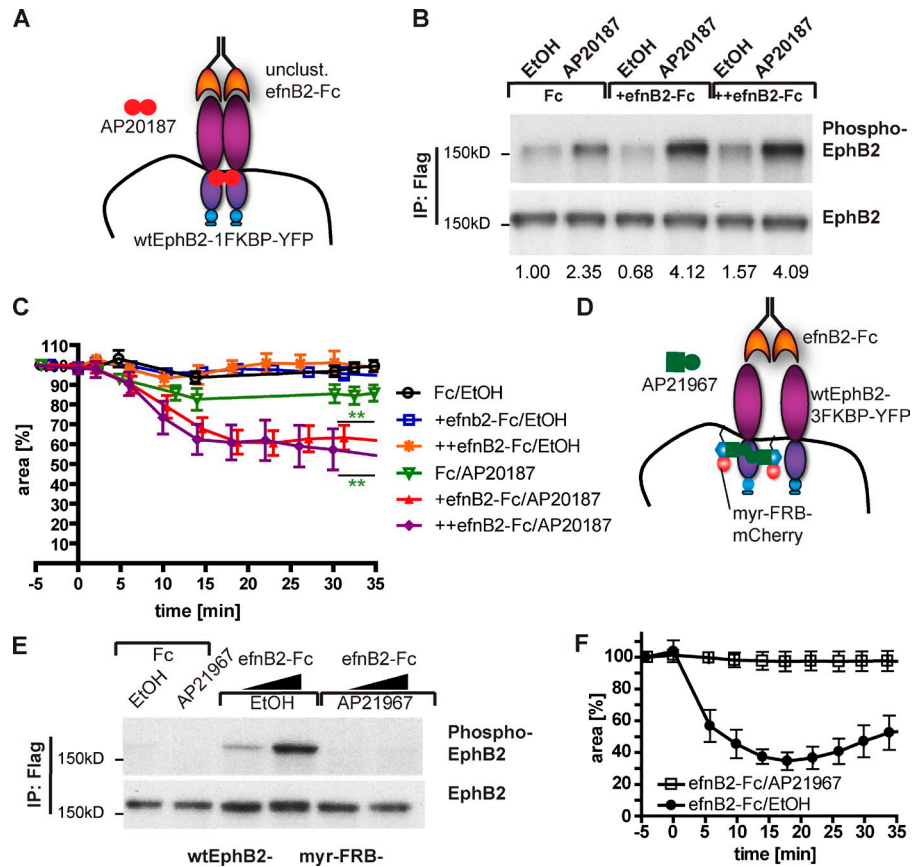 A
unclust.
efnB2-Fc
AP20187
wtEphB2-1FKBP-YFP
B
EtOH AP20187 EtOH AP20187 EtOH AP20187
Fc +efnB2-Fc ++efnB2-Fc
IP: Flag
150kD
Phospho-
EphB2
150kD
EphB2
1.00 2.35 0.68 4.12 1.57 4.09
C
area [%]
110
100
90
80
70
60
50
40
30
20
10
-5 0 5 10 15 20 25 30 35
time [min]
**
**
Fc/EtOH
+efnb2-Fc/EtOH
++efnB2-Fc/EtOH
Fc/AP20187
+efnB2-Fc/AP20187
++efnB2-Fc/AP20187
D
efnB2-Fc
AP21967
wtEphB2-
3FKBP-YFP
myr-FRB-
mCherry
E
Fc efnB2-Fc efnB2-Fc
EtOH AP21967 EtOH AP21967
IP: Flag
150kD
Phospho-
EphB2
150kD
EphB2
wtEphB2- myr-FRB-
F
area [%]
100
80
60
40
20
0
efnB2-Fc/AP21967
efnB2-Fc/EtOH
-5 0 5 10 15 20 25 30 35
time [min]